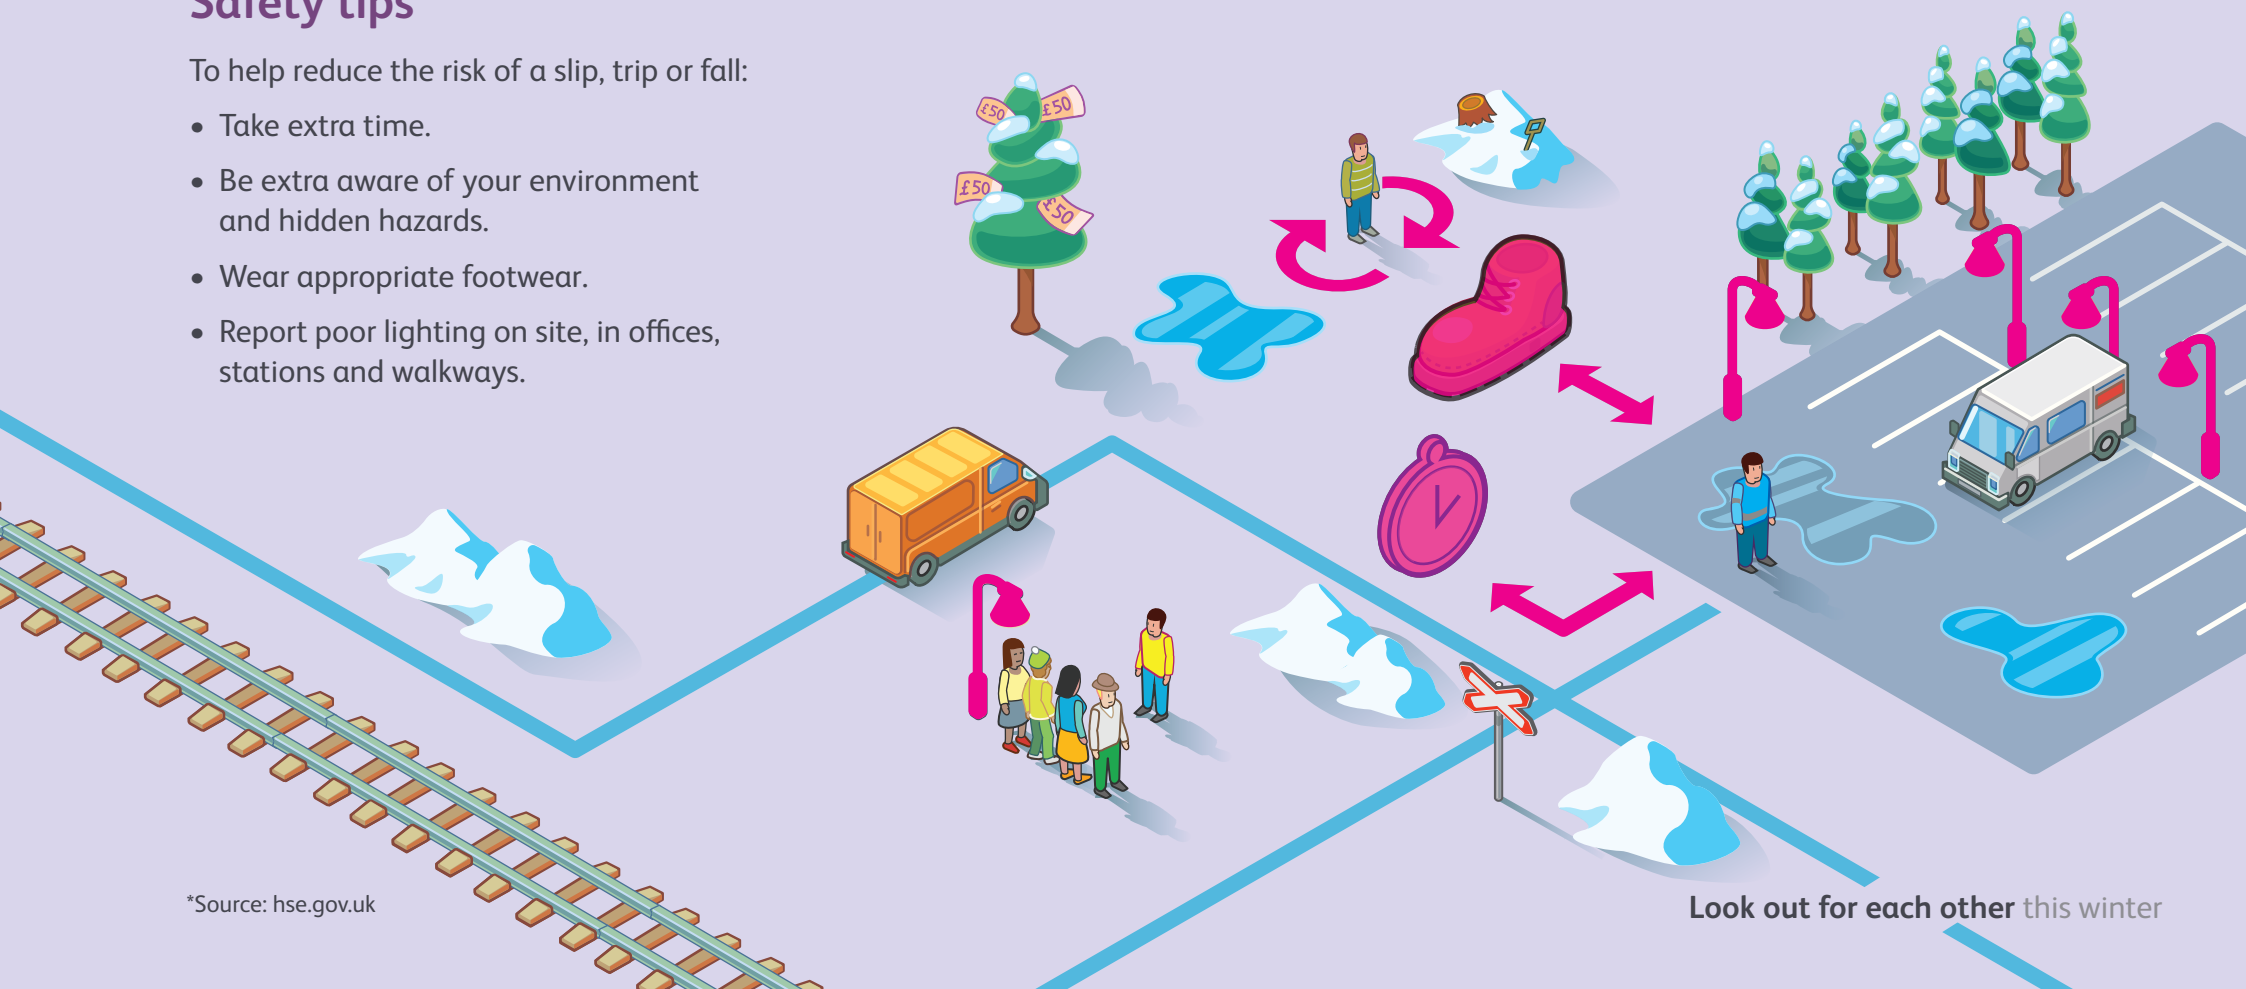 Safety tips
To help reduce the risk of a slip, trip or fall:
• Take extra time.
• Be extra aware of your environment
and hidden hazards.
• Wear appropriate footwear.
• Report poor lighting on site, in offices,
stations and walkways.
£50
£50
£50
£50
*Source: hse.gov.uk
Look out for each other this winter